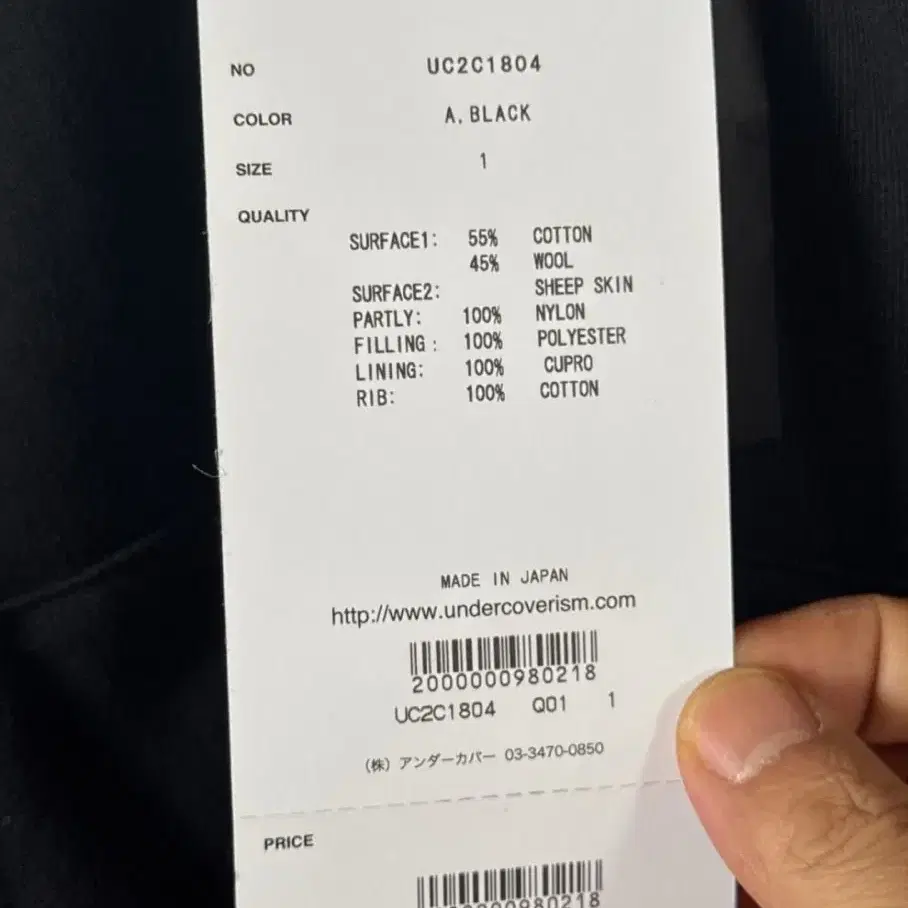 NO UC2C1804
COLOR A. BLACK
SIZE 1
QUALITY
SURFACE1: 55% COTTON
45% WOOL
SURFACE2: SHEEP SKIN
PARTLY: 100% NYLON
FILLING : 100% POLYESTER
LINING: 100% CUPRO
RIB: 100% COTTON
MADE IN JAPAN
http://www.undercoverism.com
2000000980218
UC2C1804 Q01 1
(株) アンダーカバー 03-3470-0850
PRICE
2000000980218